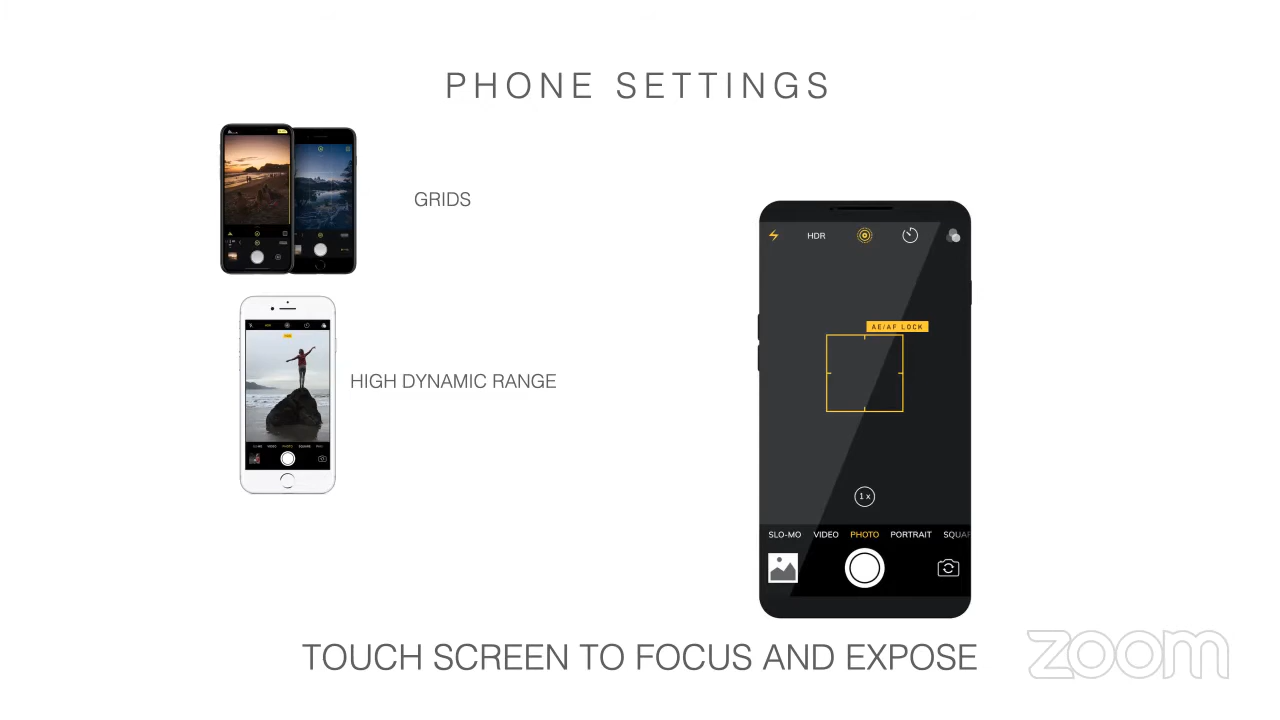 PHONE SETTINGS
GRIDS
HIGH DYNAMIC RANGE
HDR
AE/AF LOCK
1x
SLO-MO VIDEO PHOTO PORTRAIT SQUAR
TOUCH SCREEN TO FOCUS AND EXPOSE
zoom